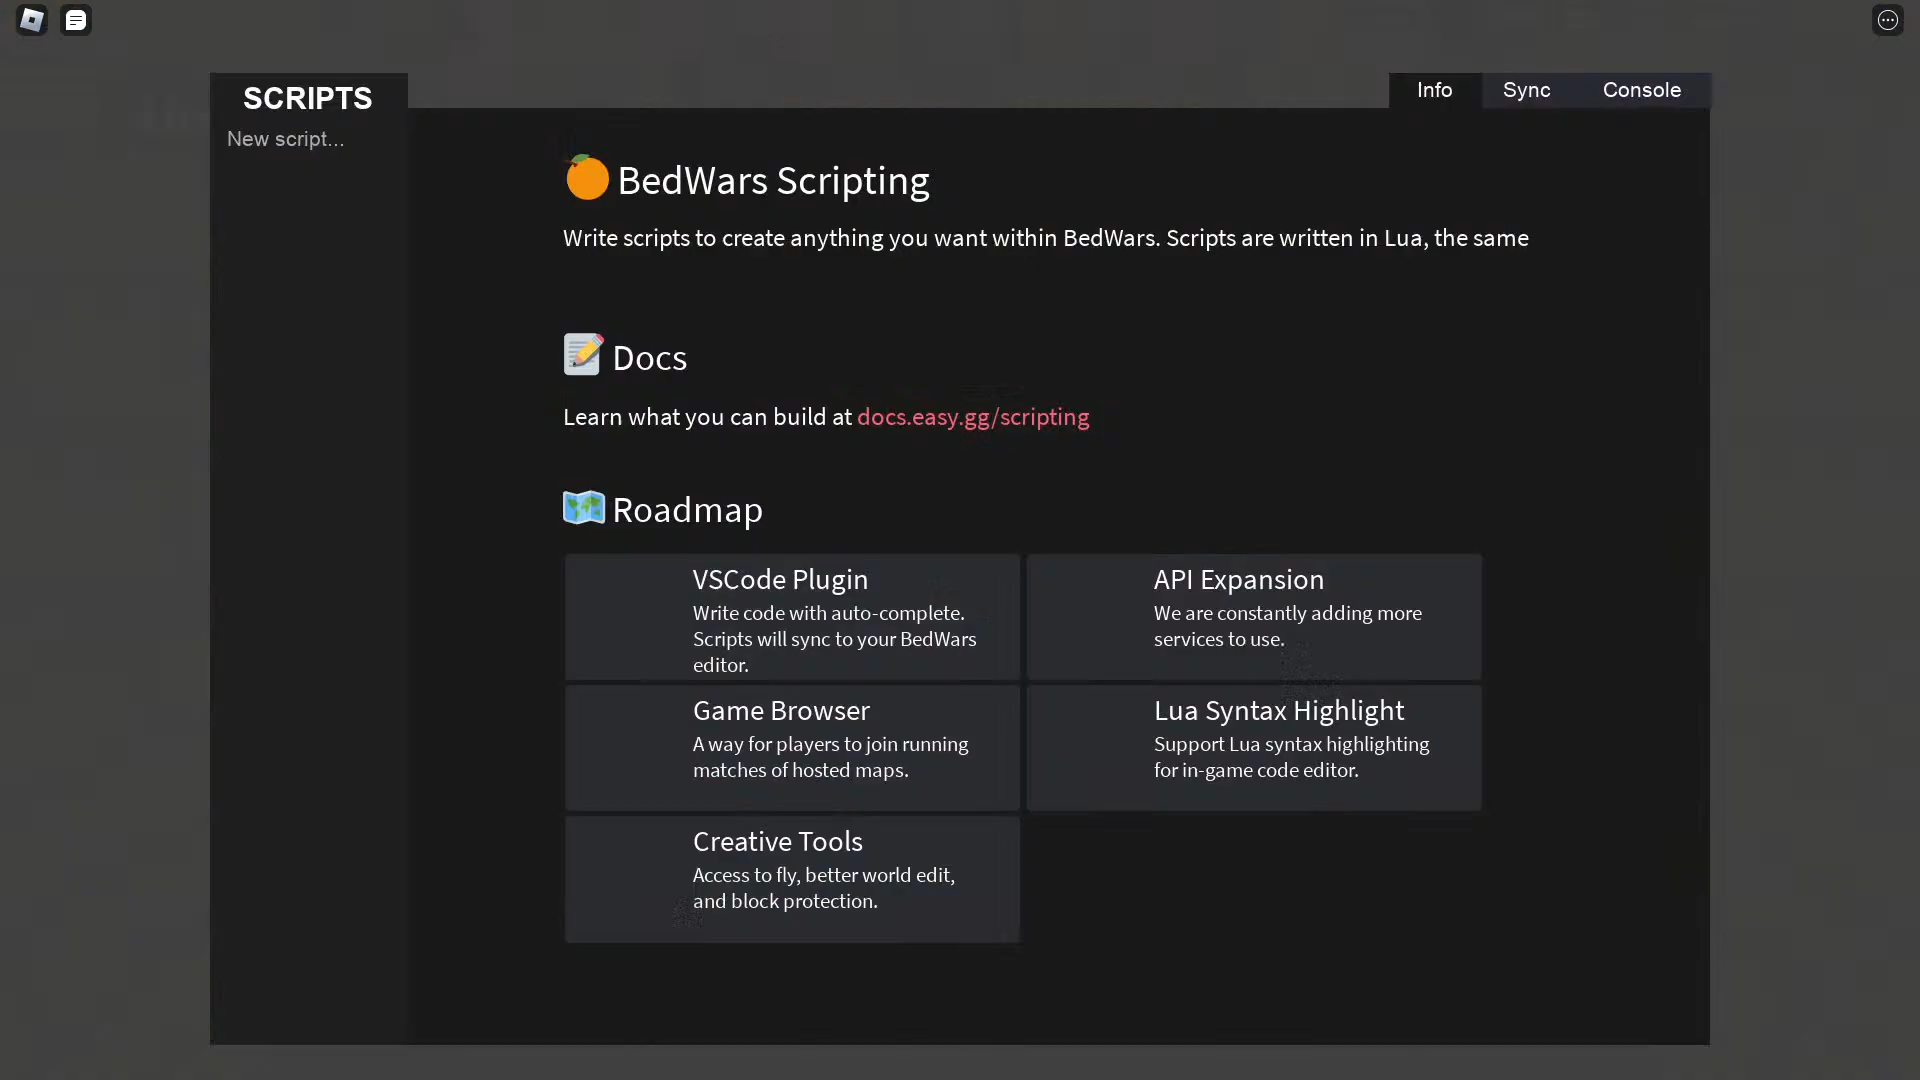 SCRIPTS
New script...
Info
Sync
Console
BedWars Scripting
Write scripts to create anything you want within BedWars. Scripts are written in Lua, the same
Docs
Learn what you can build at docs.easy.gg/scripting
Roadmap
VSCode Plugin
Write code with auto-complete.
Scripts will sync to your BedWars
editor.
API Expansion
We are constantly adding more
services to use.
Game Browser
A way for players to join running
matches of hosted maps.
Lua Syntax Highlight
Support Lua syntax highlighting
for in-game code editor.
Creative Tools
Access to fly, better world edit,
and block protection.